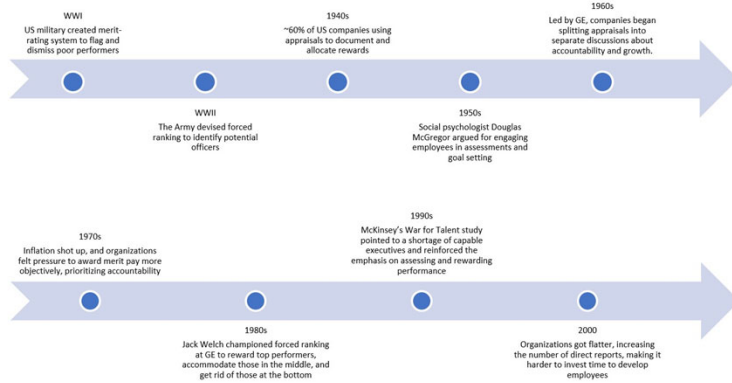 WWI
US military created merit-
rating system to flag and
dismiss poor performers
1940s
~60% of US companies using
appraisals to document and
allocate rewards
1960s
Led by GE, companies began
splitting appraisals into
separate discussions about
accountability and growth.
WWII
The Army devised forced
ranking to identify potential
officers
1950s
Social psychologist Douglas
McGregor argued for engaging
employees in assessments and
goal setting
1970s
Inflation shot up, and organizations
felt pressure to award merit pay more
objectively, prioritizing accountability
1990s
McKinsey's War for Talent study
pointed to a shortage of capable
executives and reinforced the
emphasis on assessing and rewarding
performance
1980s
Jack Welch championed forced ranking
at GE to reward top performers,
accommodate those in the middle, and
get rid of those at the bottom
2000
Organizations got flatter, increasing
the number of direct reports, making it
harder to invest time to develop
employees